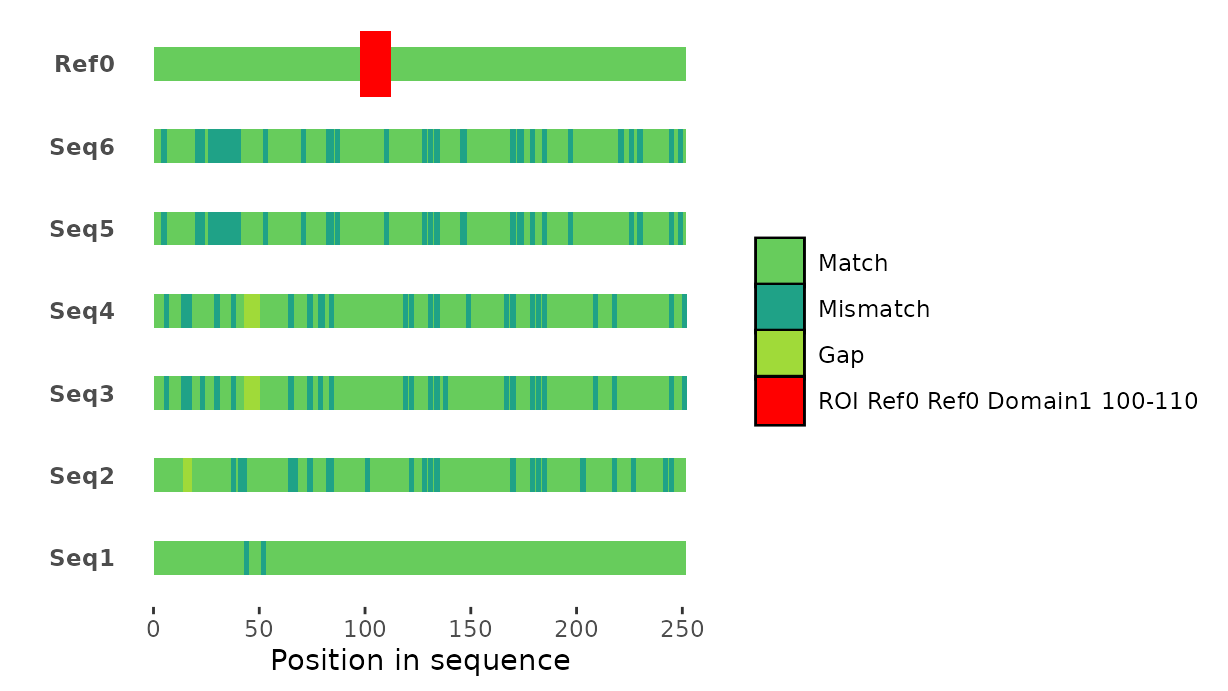 Ref0
Seq6
Seq5
Seq4
Seq3
Seq2
Seq1
0 50 100 150 200 250
Position in sequence
Match
Mismatch
Gap
ROI Ref0 Ref0 Domain1 100-110